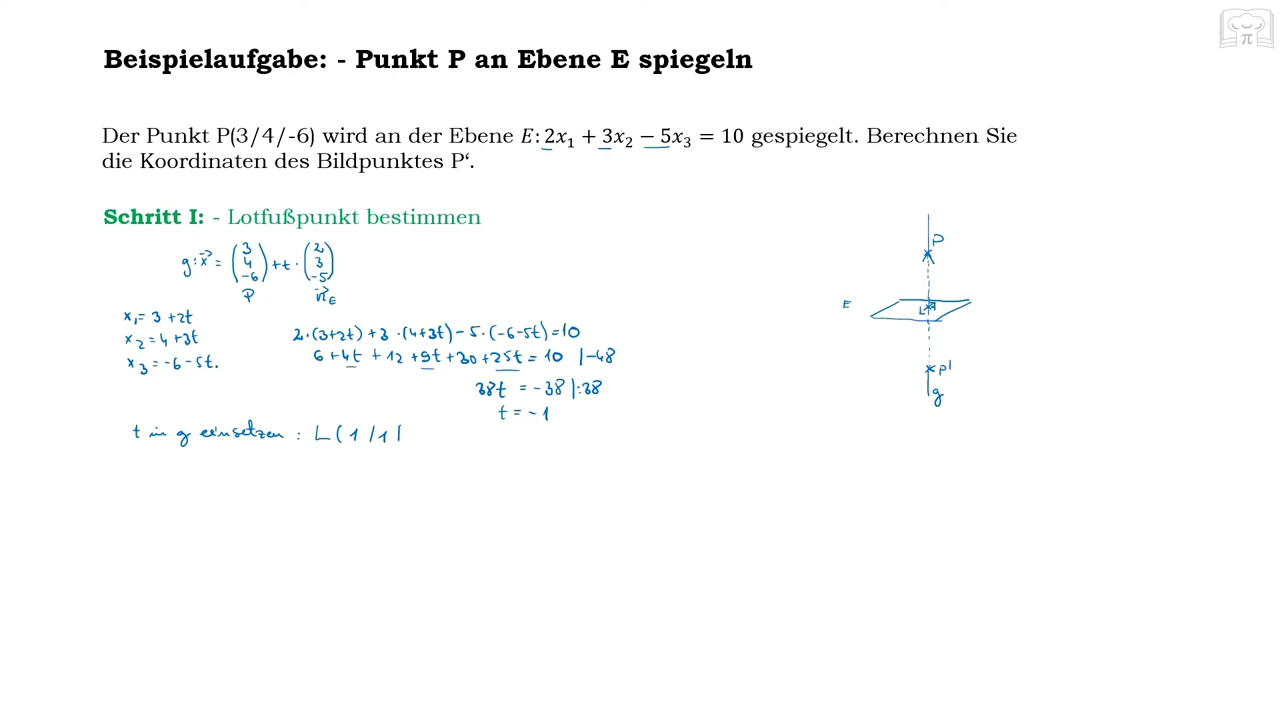 Beispielaufgabe: - Punkt P an Ebene E spiegeln
Der Punkt P(3/4/-6) wird an der Ebene E: 2x₁ + 3x₂ − 5x₃ = 10 gespiegelt. Berechnen Sie
die Koordinaten des Bildpunktes P‘.
Schritt I: - Lotfußpunkt bestimmen
g: x⃗ = (3 4 -6) + t · (2 3 -5)
P n⃗_E
x₁ = 3 + 2t
x₂ = 4 + 3t
x₃ = -6 - 5t.
2·(3+2t) + 3·(4+3t) - 5·(-6-5t) = 10
6 + 4t + 12 + 9t + 30 + 25t = 10 |-48
38t = -38 |:38
t = -1
t in g einsetzen : L(1/1|
P
E
L
P'
g
π